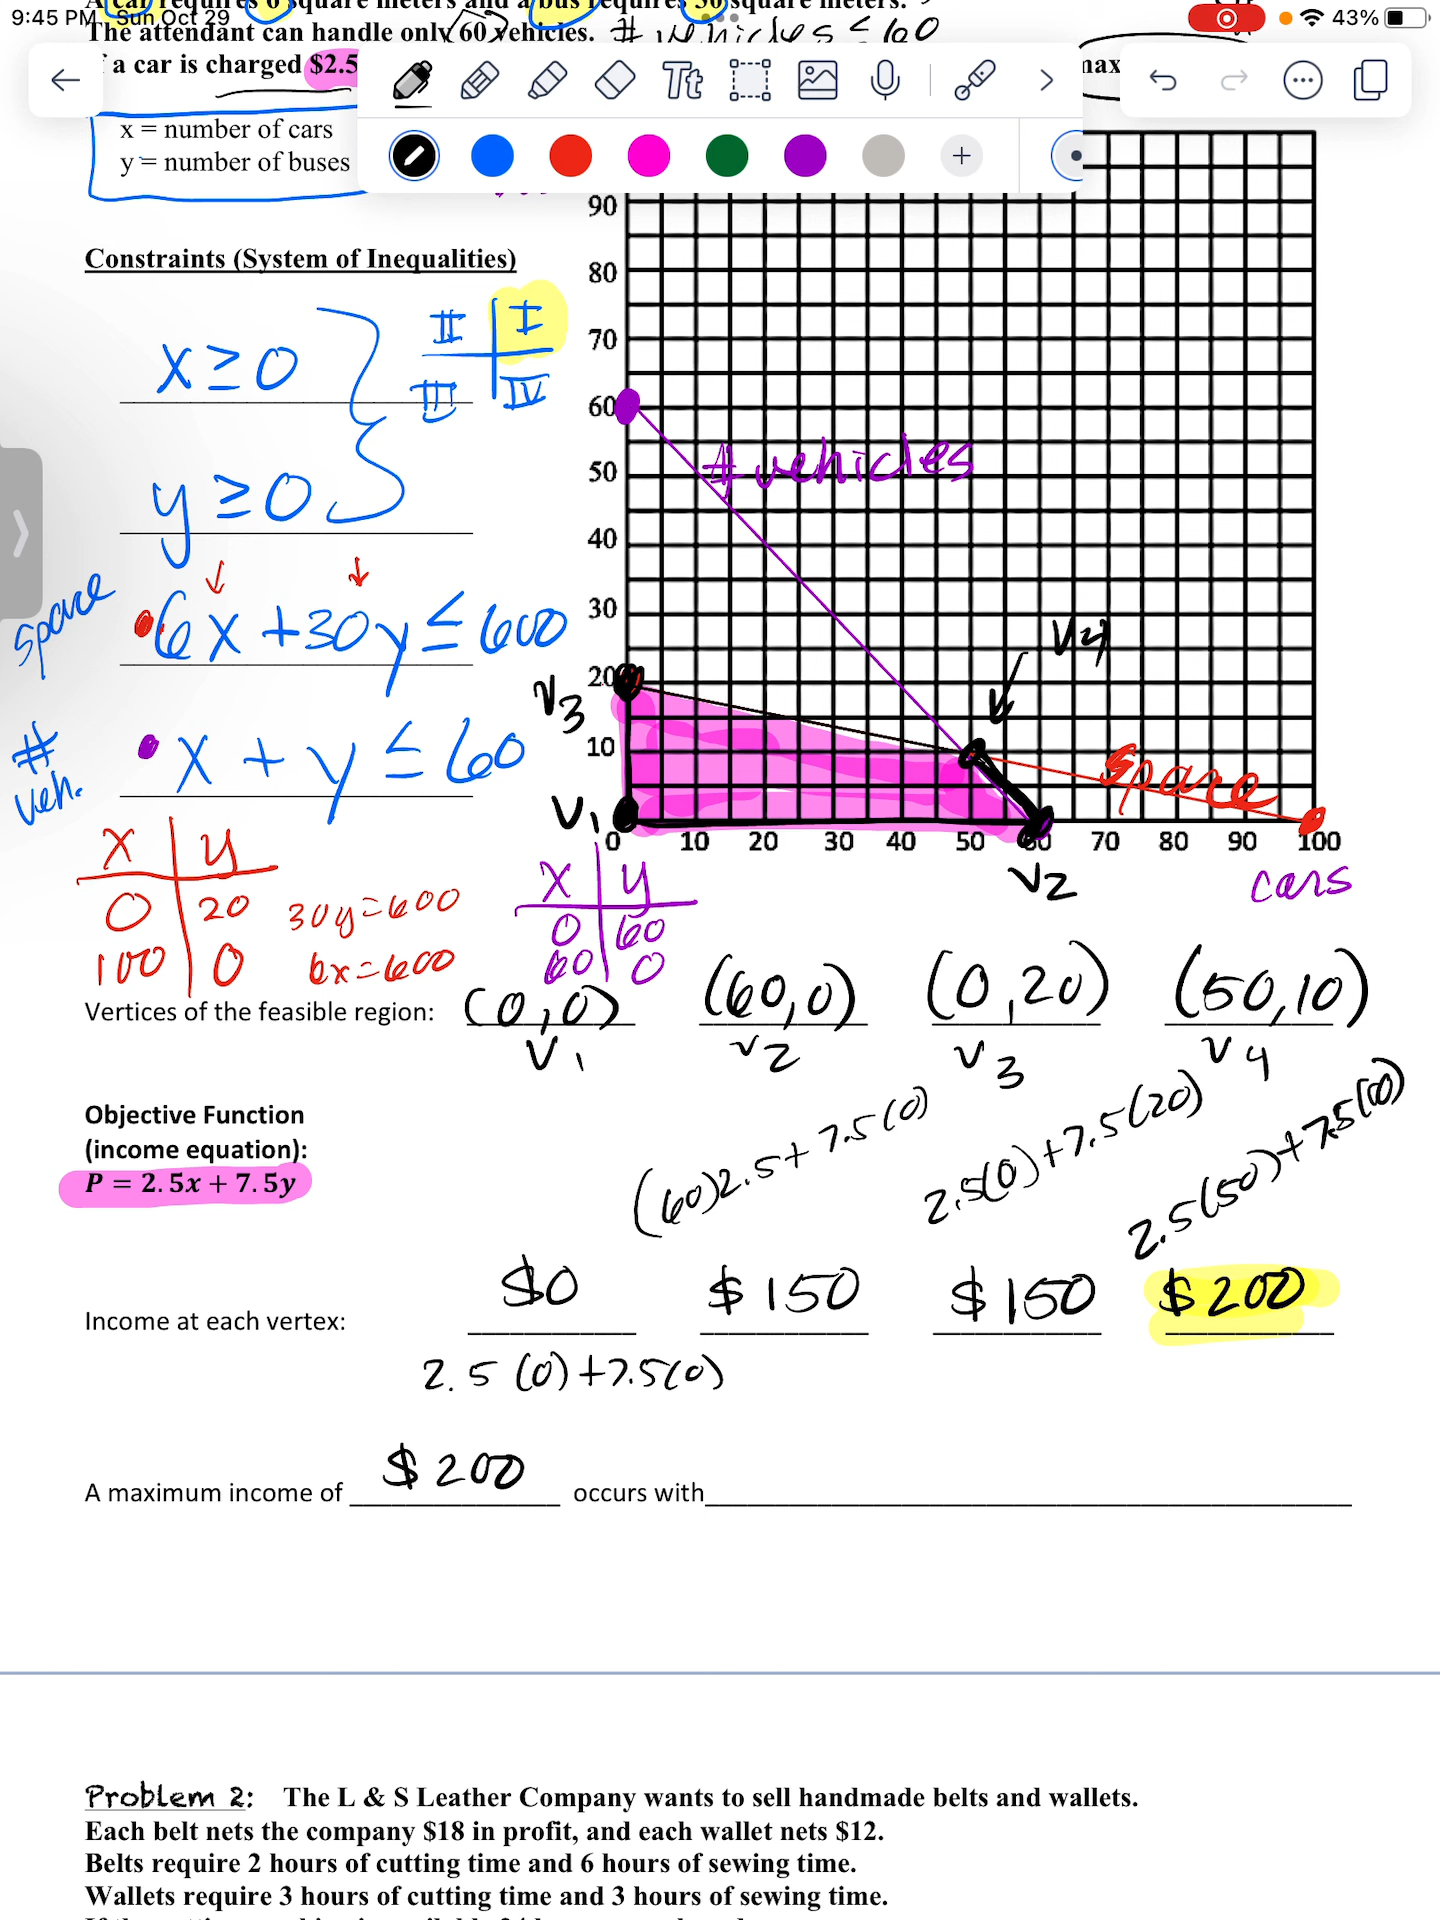 9:45 PM Sun Oct 29
43%
The attendant can handle only 60 vehicles. # vehicles ≤ 60
a car is charged $2.5
max
Tt
x = number of cars
y = number of buses
Constraints (System of Inequalities)
II I
III IV
x ≥ 0
y ≥ 0
space
6x + 30y ≤ 600
# veh.
x + y ≤ 60
x | y
0 | 20 30y = 600
100 | 0 6x = 600
90
80
70
60
# vehicles
50
40
30
V4
20
V3
10
space
V1
0 10 20 30 40 50 60 70 80 90 100
V2
cars
x | y
0 | 60
60 | 0
Vertices of the feasible region: (0,0) (60,0) (0,20) (50,10)
V1 V2 V3 V4
Objective Function
(income equation):
P = 2.5x + 7.5y
(60)2.5 + 7.5(0)
2.5(0) + 7.5(20)
2.5(50) + 7.5(10)
Income at each vertex: $0 $150 $150 $200
2.5(0) + 7.5(0)
A maximum income of $200 occurs with
Problem 2: The L & S Leather Company wants to sell handmade belts and wallets.
Each belt nets the company $18 in profit, and each wallet nets $12.
Belts require 2 hours of cutting time and 6 hours of sewing time.
Wallets require 3 hours of cutting time and 3 hours of sewing time.